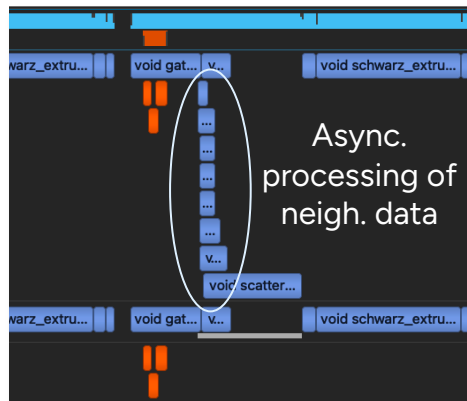 warz_extru...
void gat...
v...
void schwarz_extru...
...
Async.
...
processing of
...
neigh. data
...
...
v...
void scatter...
warz_extru...
void gat...
v...
void schwarz_extru...